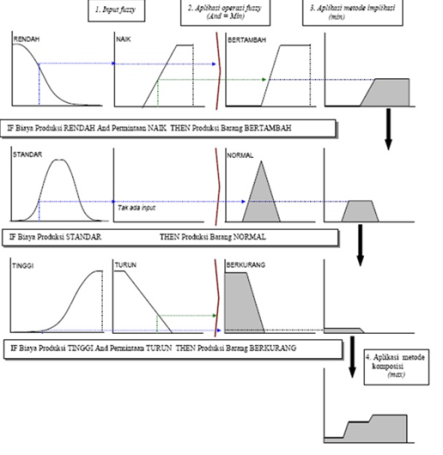 1. Input fuzzy
2. Aplikasi operasi fuzzy
(And = Min)
3. Aplikasi metode implikasi
(min)
RENDAH
NAIK
BERTAMBAH
IF Biaya Produksi RENDAH And Permintaan NAIK THEN Produksi Barang BERTAMBAH
STANDAR
Tak ada input
NORMAL
IF Biaya Produksi STANDAR THEN Produksi Barang NORMAL
TINGGI
TURUN
BERKURANG
IF Biaya Produksi TINGGI And Permintaan TURUN THEN Produksi Barang BERKURANG
4. Aplikasi metode
komposisi
(max)